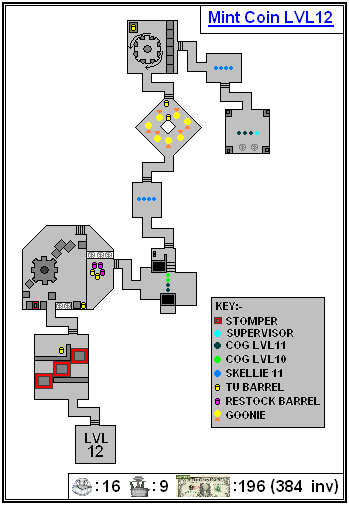 Mint Coin LVL12
KEY:-
STOMPER
SUPERVISOR
COG LVL11
COG LVL10
SKELLIE 11
TU BARREL
RESTOCK BARREL
GOONIE
LVL
12
:16 :9 :196 (384 inv)